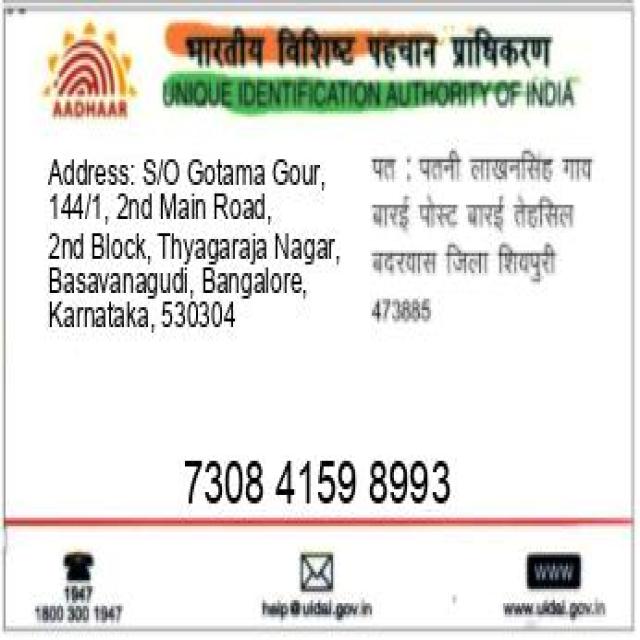 भारतीय विशिष्ट पहचान प्राधिकरण
AADHAAR
UNIQUE IDENTIFICATION AUTHORITY OF INDIA
Address: S/O Gotama Gour,
144/1, 2nd Main Road,
2nd Block, Thyagaraja Nagar,
Basavanagudi, Bangalore,
Karnataka, 530304
पत : पतनी लाखनसिंह गाय
बारई पोस्ट बारई तेहसिल
बदरवास जिला शिवपुरी
473885
7308 4159 8993
1947
1800 300 1947
help@uidai.gov.in
WWW
www.uidai.gov.in